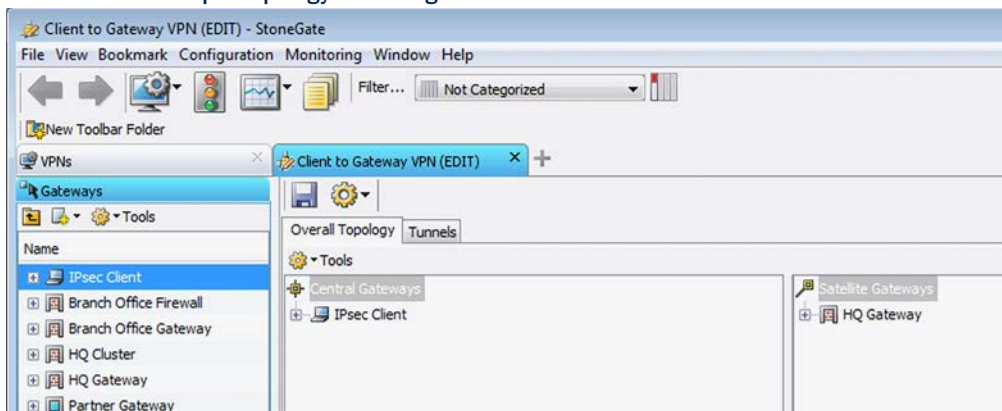 Client to Gateway VPN (EDIT) - StoneGate
File View Bookmark Configuration Monitoring Window Help
Filter... Not Categorized
New Toolbar Folder
VPNs
Client to Gateway VPN (EDIT)
Gateways
Tools
Overall Topology Tunnels
Name
Tools
IPsec Client
Central Gateways
Satellite Gateways
Branch Office Firewall
IPsec Client
HQ Gateway
Branch Office Gateway
HQ Cluster
HQ Gateway
Partner Gateway